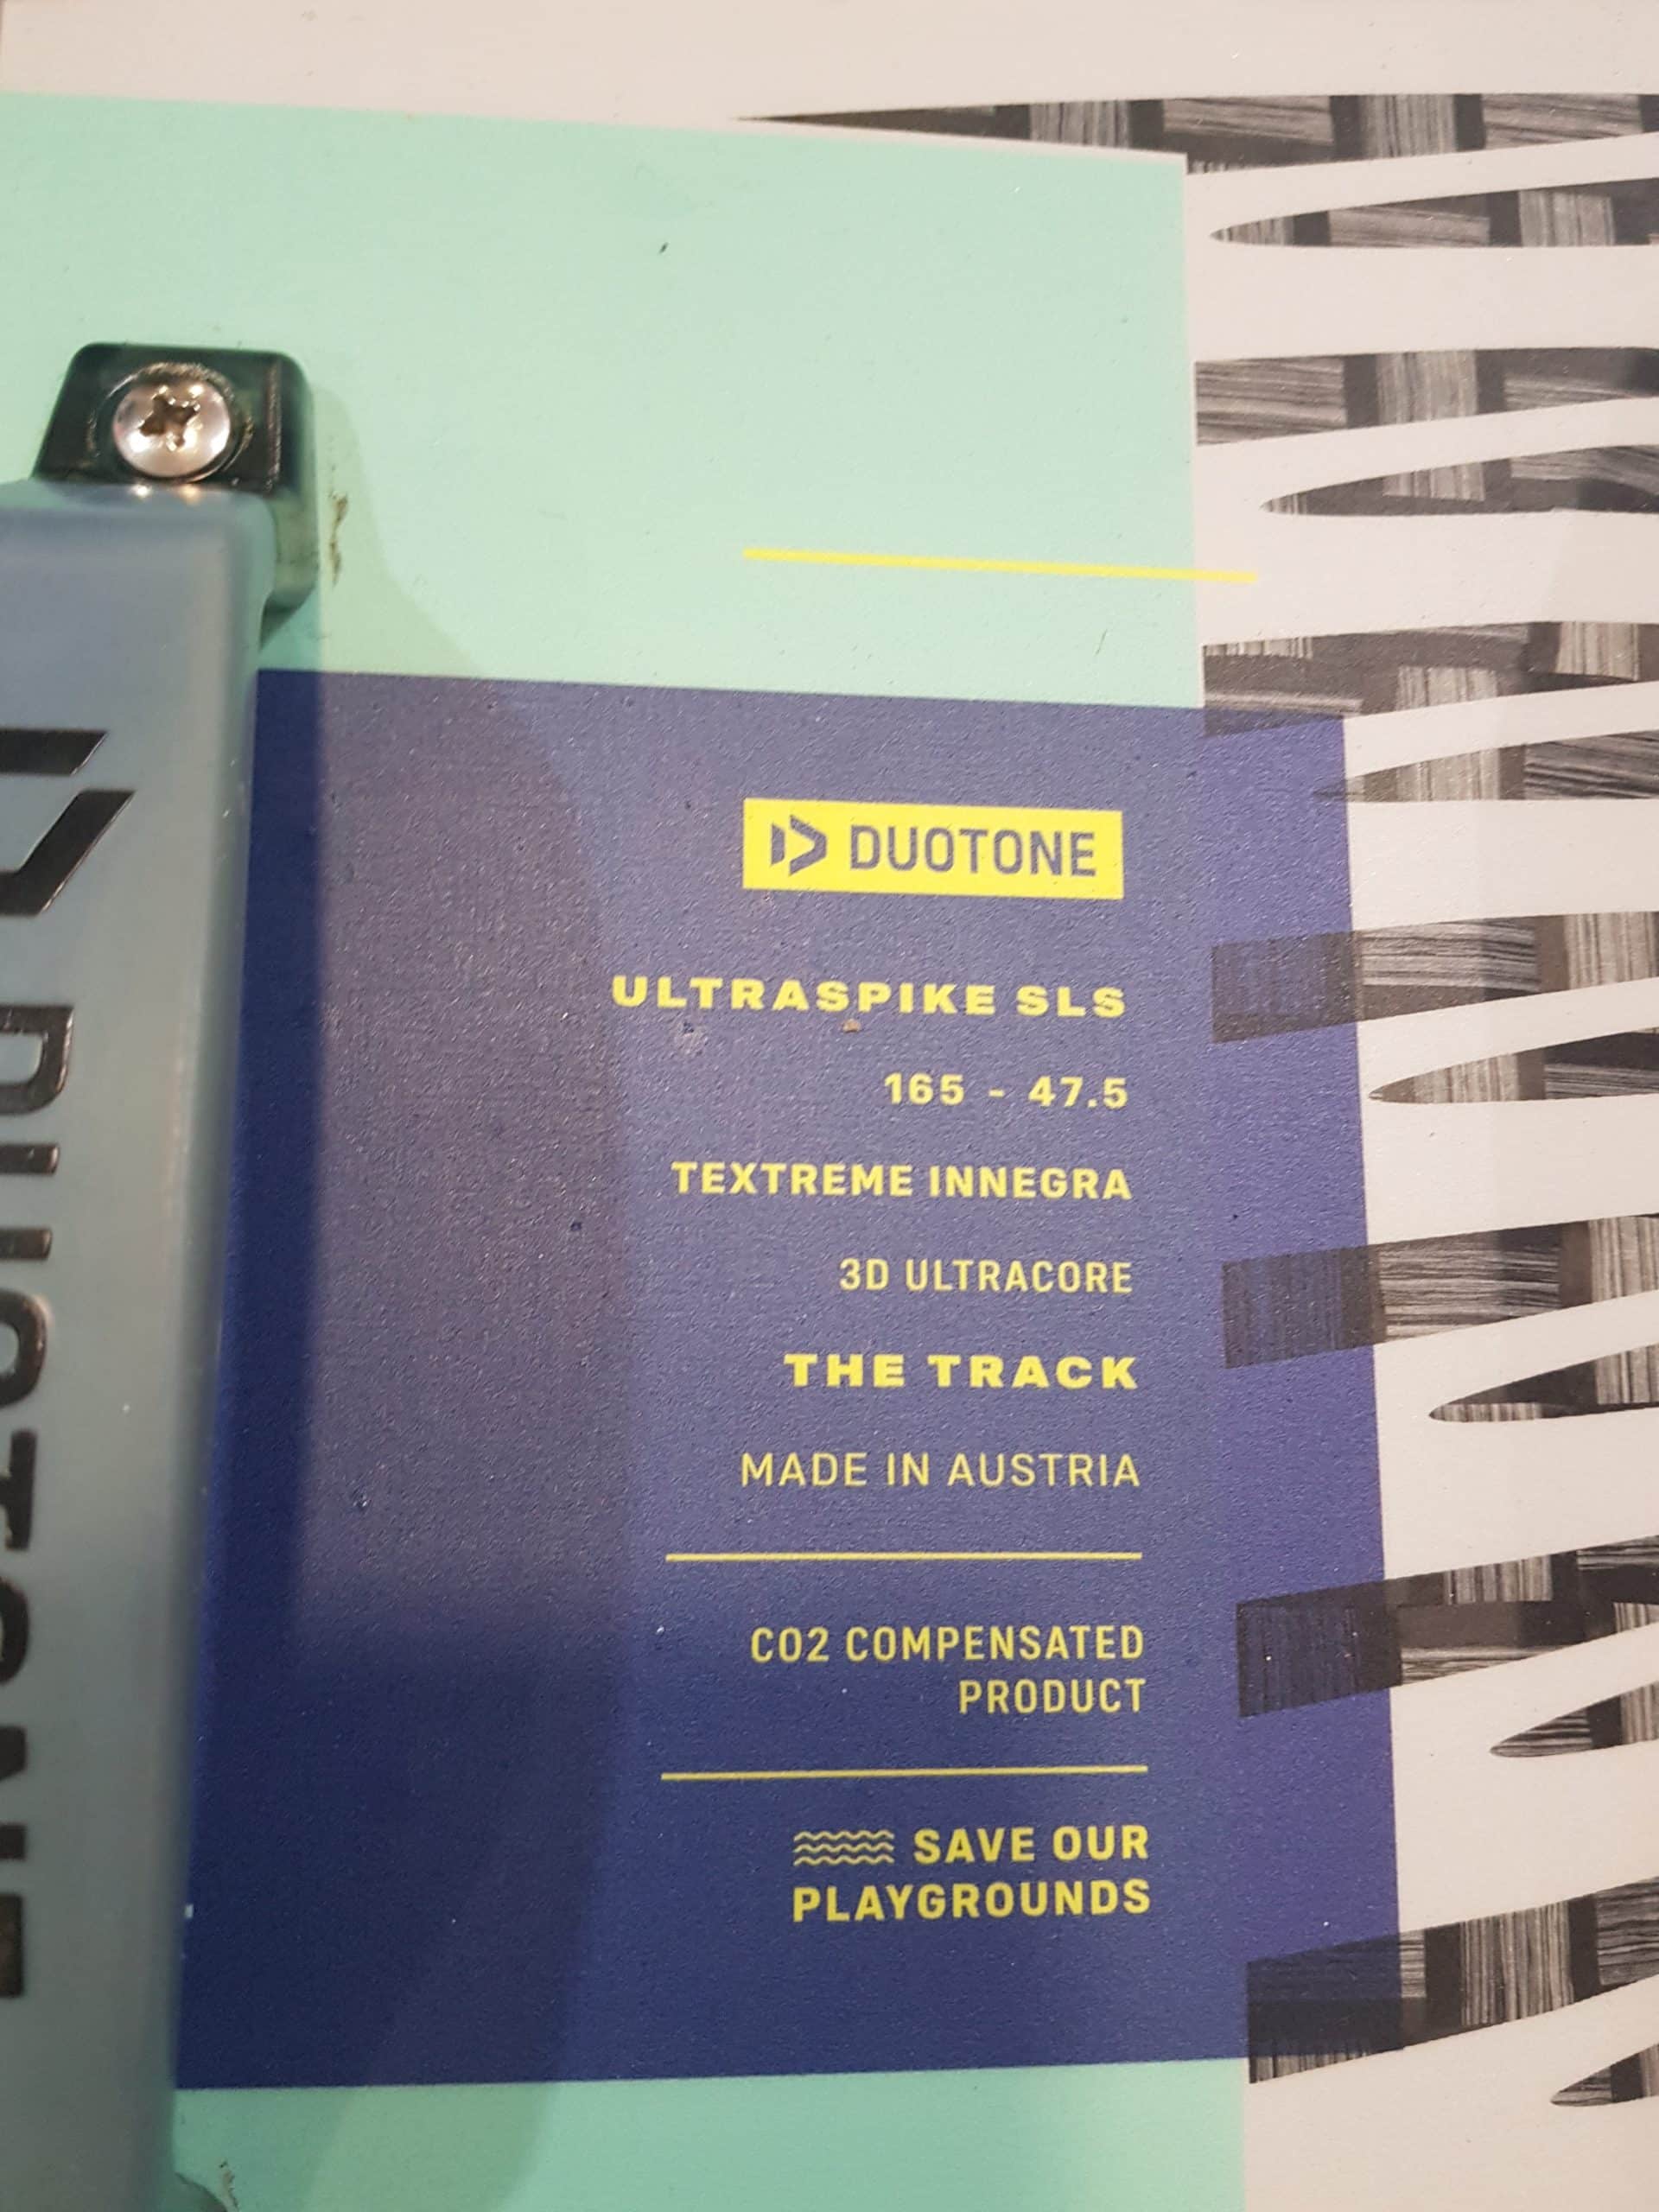 DUOTONE
DUOTONE
ULTRASPIKE SLS
165 - 47.5
TEXTREME INNEGRA
3D ULTRACORE
THE TRACK
MADE IN AUSTRIA
CO2 COMPENSATED
PRODUCT
SAVE OUR
PLAYGROUNDS